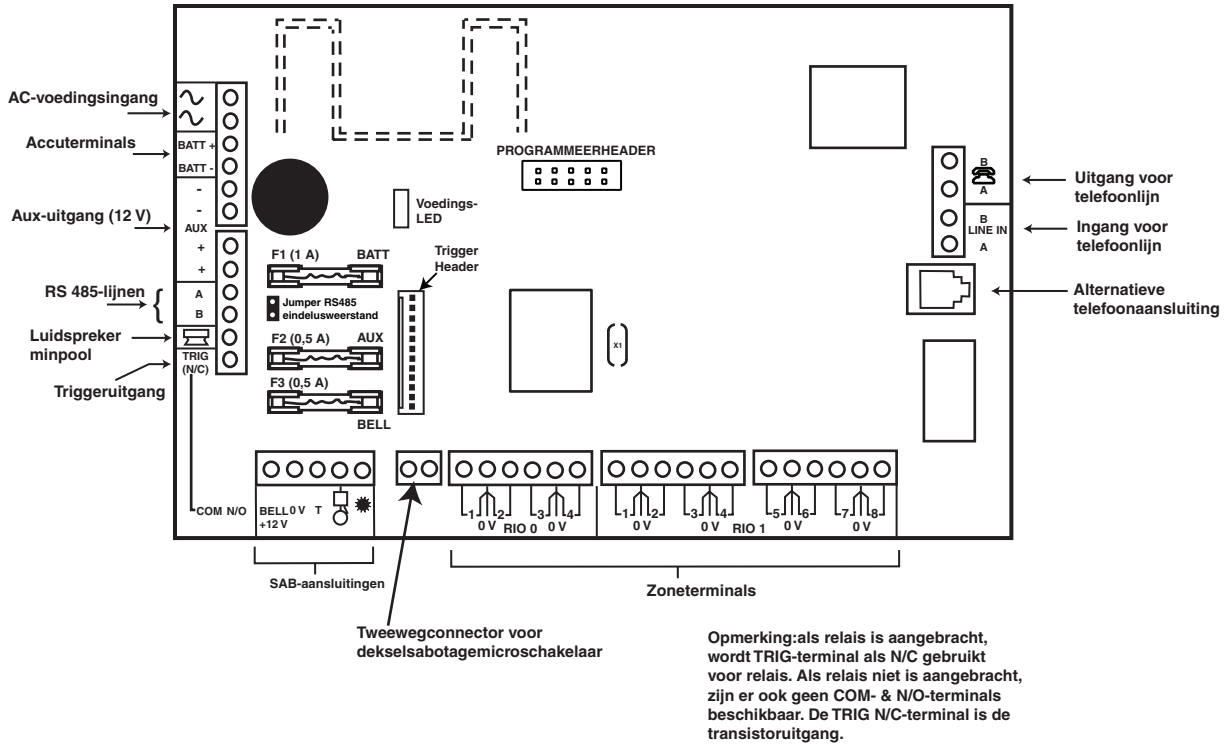 AC-voedingsingang
Accuterminals
BATT +
BATT -
-
-
Aux-uitgang (12 V)
AUX
+
+
RS 485-lijnen
{
A
B
Luidspreker
minpool
TRIG
(N/C)
Triggeruitgang
PROGRAMMEERHEADER
Voedings-
LED
F1 (1 A) BATT
Trigger
Header
Jumper RS485
eindelusweerstand
F2 (0,5 A) AUX
F3 (0,5 A)
BELL
X1
B
A
B
LINE IN
A
Uitgang voor
telefoonlijn
Ingang voor
telefoonlijn
Alternatieve
telefoonaansluiting
COM N/O
BELL 0 V T
+12 V
1 2 3 4
0 V RIO 0 0 V
1 2 3 4
0 V 0 V RIO 1
5 6 7 8
0 V 0 V
SAB-aansluitingen
Zoneterminals
Tweewegconnector voor
dekselsabotagemicroschakelaar
Opmerking:als relais is aangebracht,
wordt TRIG-terminal als N/C gebruikt
voor relais. Als relais niet is aangebracht,
zijn er ook geen COM- & N/O-terminals
beschikbaar. De TRIG N/C-terminal is de
transistoruitgang.